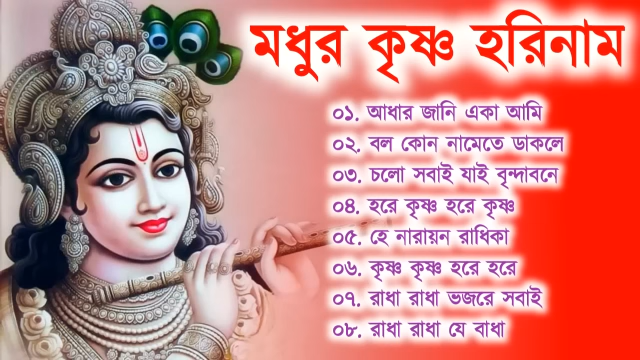 মধুর কৃষ্ণ হরিনাম
০১. আধার জানি একা আমি
০২. বল কোন নামেতে ডাকলে
০৩. চলো সবাই যাই বৃন্দাবনে
০৪. হরে কৃষ্ণ হরে কৃষ্ণ
০৫. হে নারায়ন রাধিকা
০৬. কৃষ্ণ কৃষ্ণ হরে হরে
০৭. রাধা রাধা ভজরে সবাই
০৮. রাধা রাধা যে বাধা